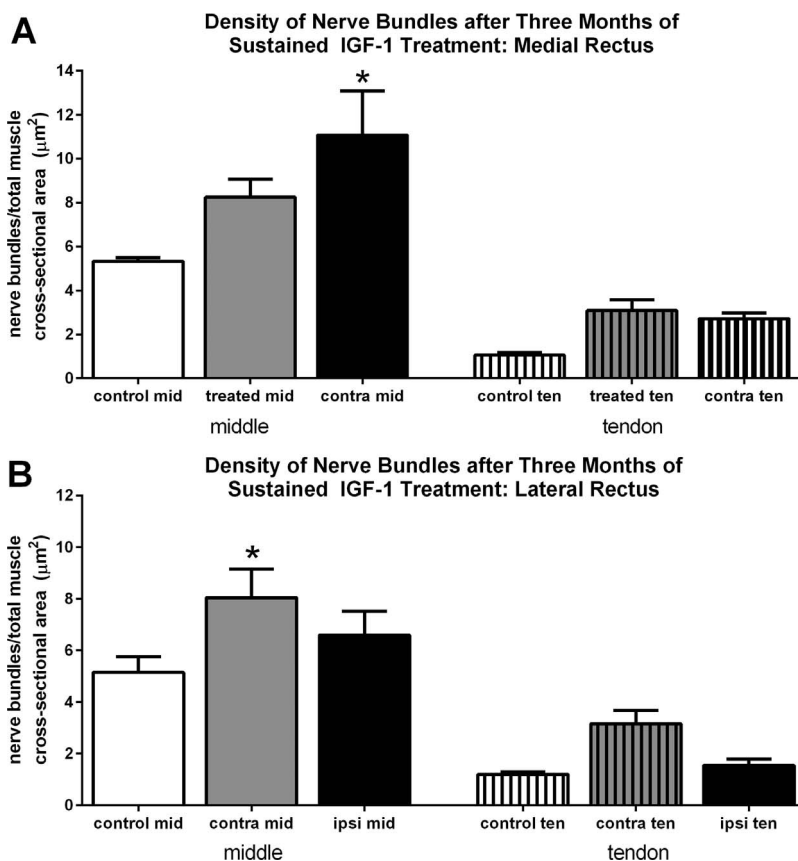 A
Density of Nerve Bundles after Three Months of
Sustained IGF-1 Treatment: Medial Rectus
nerve bundles/total muscle
cross-sectional area (μm²)
14
12
10
8
6
4
2
0
*
control mid treated mid contra mid control ten treated ten contra ten
middle tendon
B
Density of Nerve Bundles after Three Months of
Sustained IGF-1 Treatment: Lateral Rectus
nerve bundles/total muscle
cross-sectional area (μm²)
12
10
8
6
4
2
0
*
control mid contra mid ipsi mid control ten contra ten ipsi ten
middle tendon